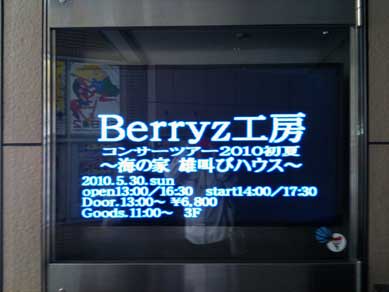 Berryz工房
コンサーツアー2010初夏
～海の家 雄叫びハウス～
2010.5.30.sun
open13:00/16:30 start14:00/17:30
Door.13:00～ ¥6,800
Goods.11:00～ 3F